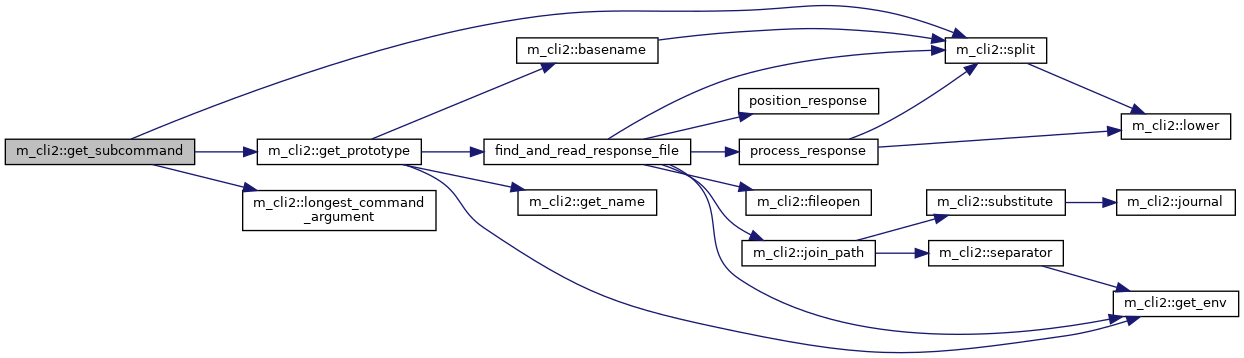 m_cli2::basename
m_cli2::split
position_response
m_cli2::lower
m_cli2::get_subcommand
m_cli2::get_prototype
find_and_read_response_file
process_response
m_cli2::longest_command
_argument
m_cli2::get_name
m_cli2::fileopen
m_cli2::substitute
m_cli2::journal
m_cli2::join_path
m_cli2::separator
m_cli2::get_env